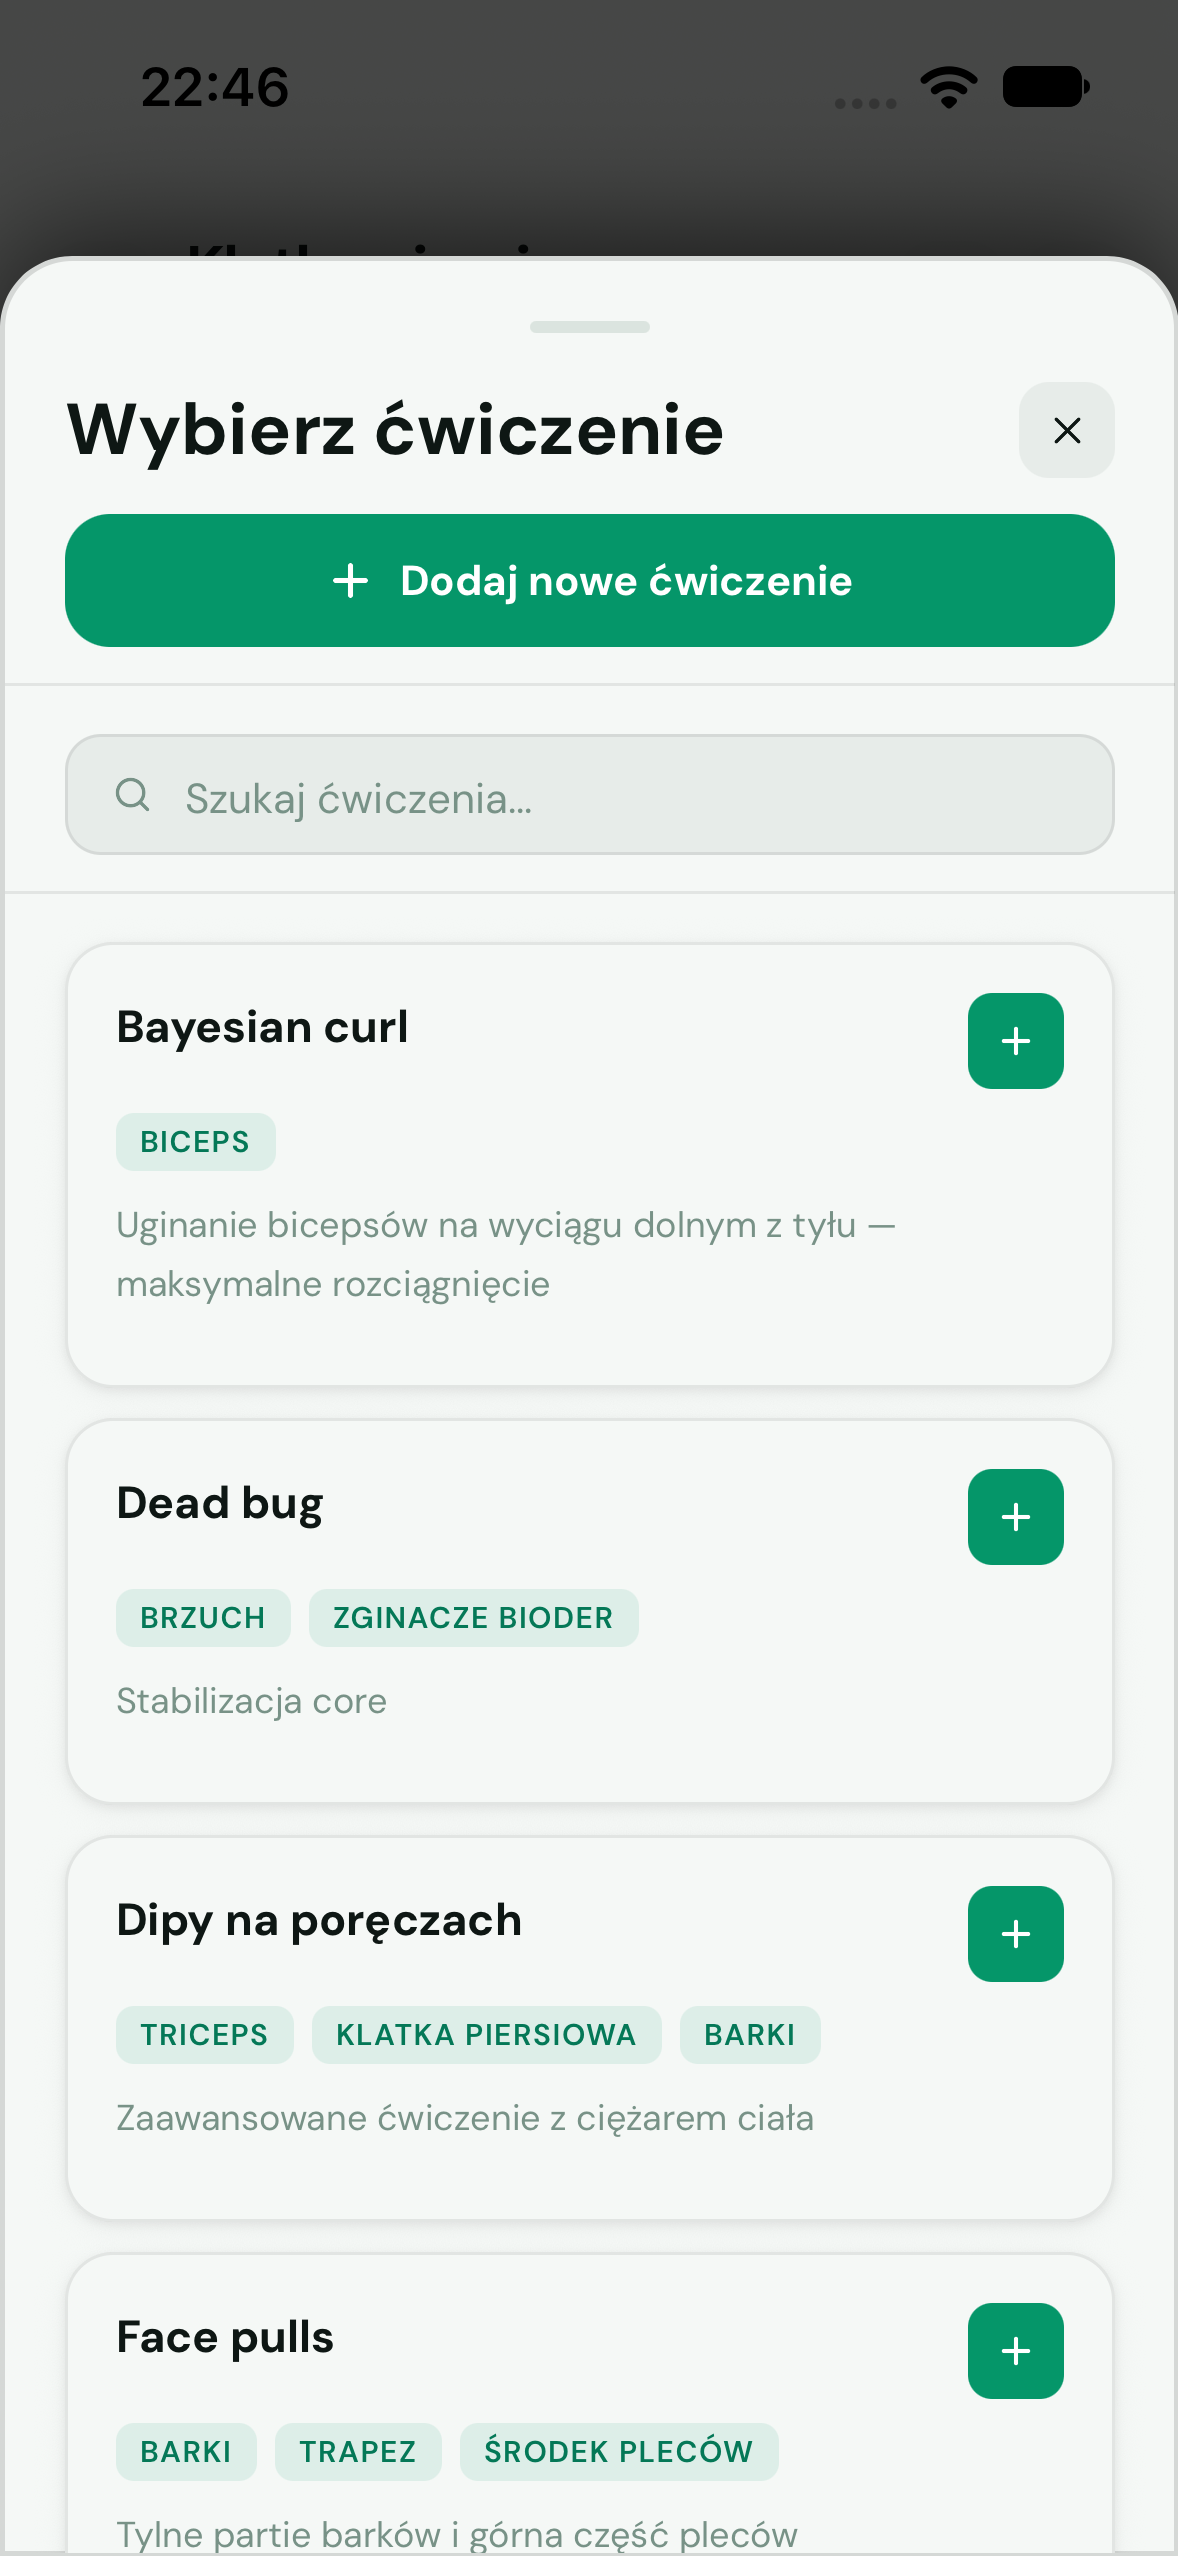 22:46
Wybierz ćwiczenie
Dodaj nowe ćwiczenie
Szukaj ćwiczenia...
Bayesian curl
BICEPS
Uginanie bicepsów na wyciągu dolnym z tyłu —
maksymalne rozciągnięcie
Dead bug
BRZUCH ZGINACZE BIODER
Stabilizacja core
Dipy na poręczach
TRICEPS KLATKA PIERSIOWA BARKI
Zaawansowane ćwiczenie z ciężarem ciała
Face pulls
BARKI TRAPEZ ŚRODEK PLECÓW
Tylne partie barków i górna część pleców